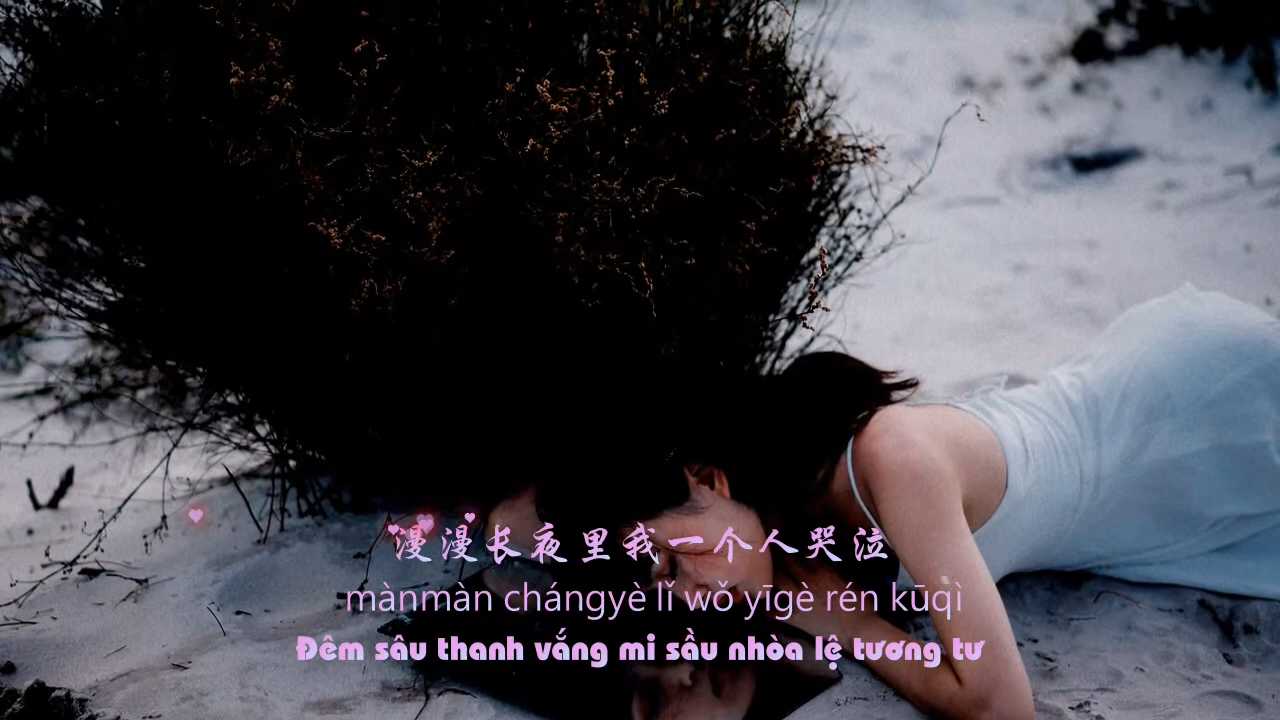 漫漫长夜里我一个人哭泣
mànmàn chángyè lǐ wǒ yīgè rén kūqì
Đêm sâu thanh vắng mi sầu nhòa lệ tương tư